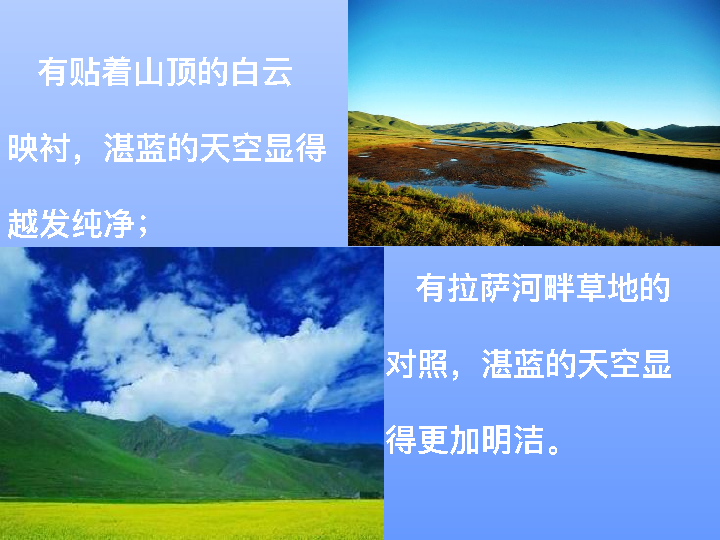 有贴着山顶的白云
映衬，湛蓝的天空显得
越发纯净；
有拉萨河畔草地的
对照，湛蓝的天空显
得更加明洁。